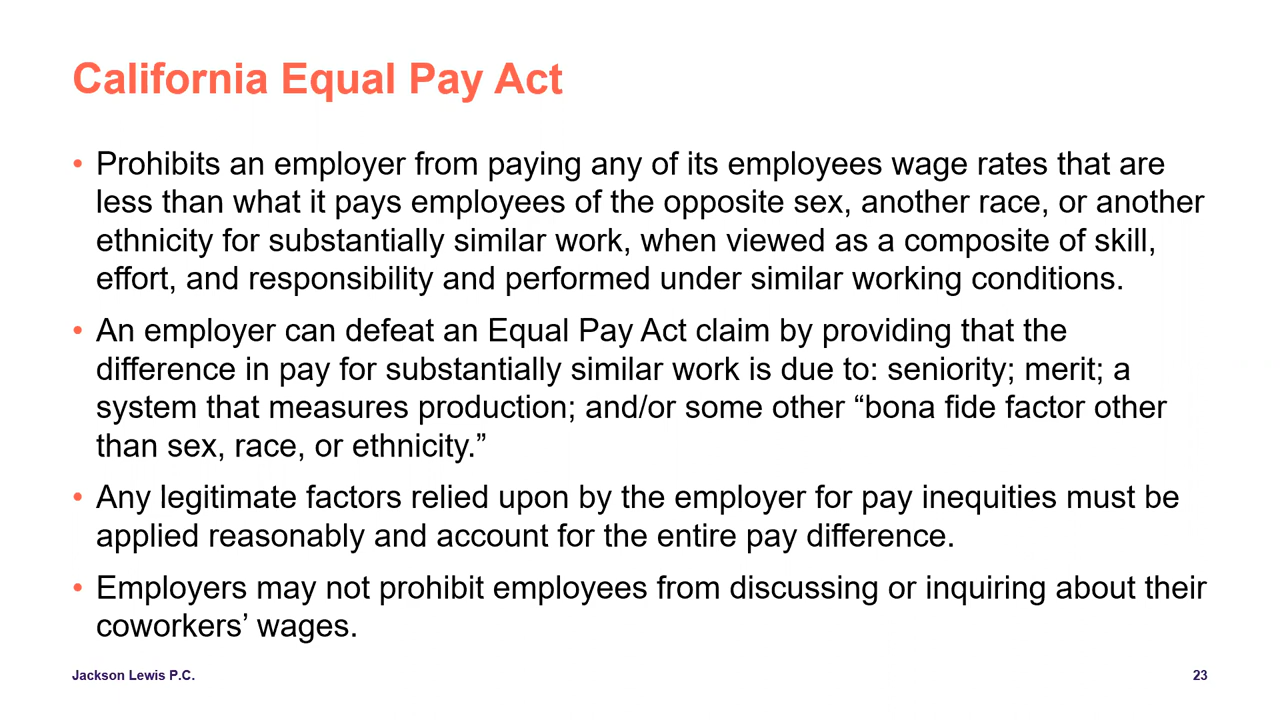 California Equal Pay Act
• Prohibits an employer from paying any of its employees wage rates that are
less than what it pays employees of the opposite sex, another race, or another
ethnicity for substantially similar work, when viewed as a composite of skill,
effort, and responsibility and performed under similar working conditions.
• An employer can defeat an Equal Pay Act claim by providing that the
difference in pay for substantially similar work is due to: seniority; merit; a
system that measures production; and/or some other “bona fide factor other
than sex, race, or ethnicity.”
• Any legitimate factors relied upon by the employer for pay inequities must be
applied reasonably and account for the entire pay difference.
• Employers may not prohibit employees from discussing or inquiring about their
coworkers’ wages.
Jackson Lewis P.C.
23